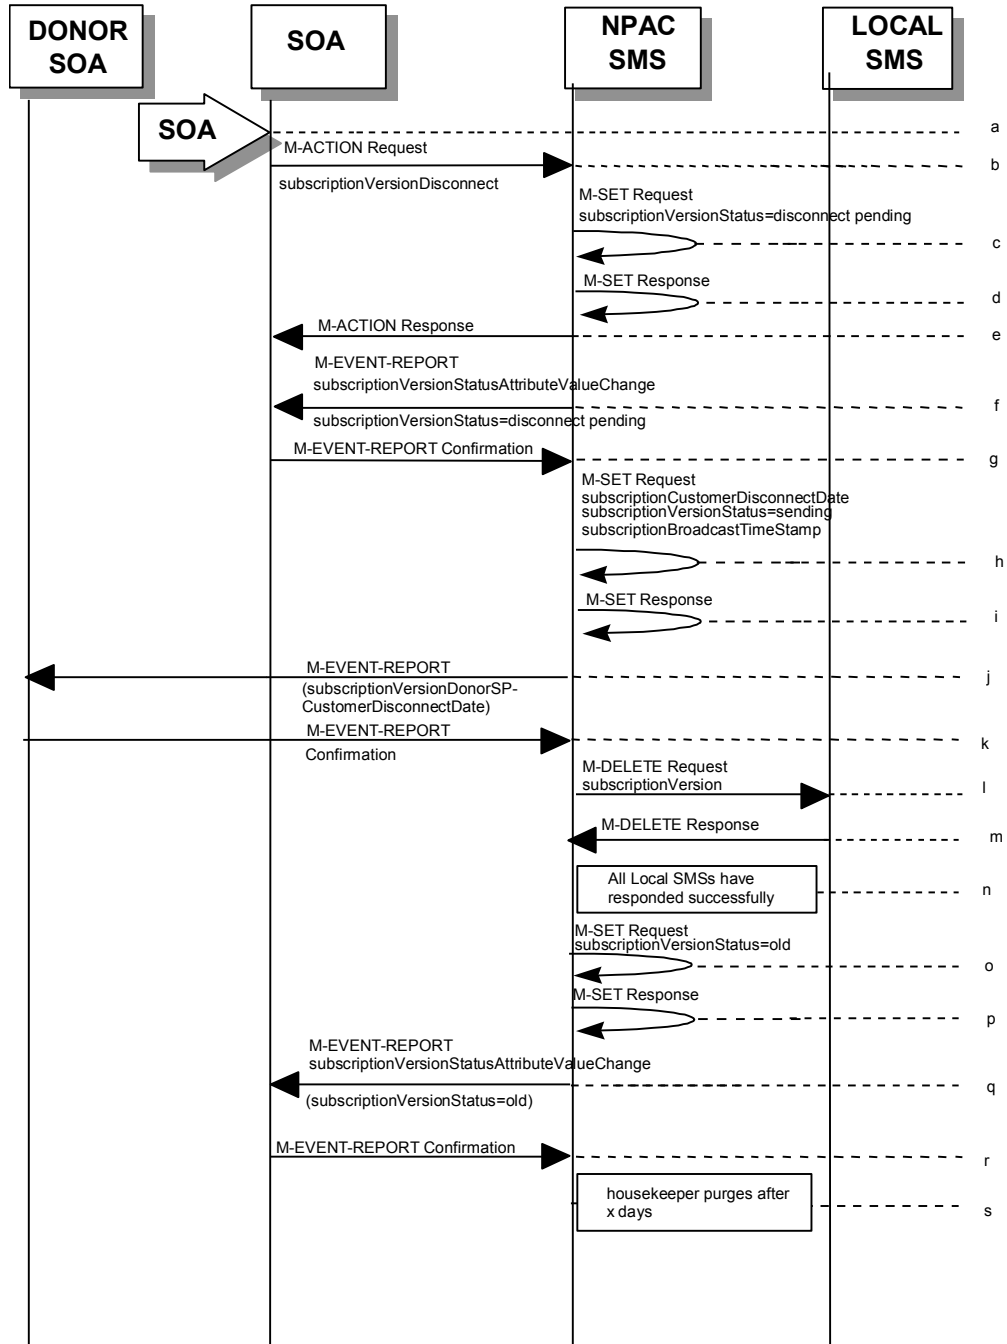 DONOR
SOA
SOA
NPAC
SMS
LOCAL
SMS
SOA
a
M-ACTION Request
b
subscriptionVersionDisconnect
M-SET Request
subscriptionVersionStatus=disconnect pending
c
M-SET Response
d
M-ACTION Response
e
M-EVENT-REPORT
subscriptionVersionStatusAttributeValueChange
f
subscriptionVersionStatus=disconnect pending
M-EVENT-REPORT Confirmation
g
M-SET Request
subscriptionCustomerDisconnectDate
subscriptionVersionStatus=sending
subscriptionBroadcastTimeStamp
h
M-SET Response
i
M-EVENT-REPORT
j
(subscriptionVersionDonorSP-
CustomerDisconnectDate)
M-EVENT-REPORT
k
Confirmation
M-DELETE Request
subscriptionVersion
l
M-DELETE Response
m
All Local SMSs have
responded successfully
n
M-SET Request
subscriptionVersionStatus=old
o
M-SET Response
p
M-EVENT-REPORT
subscriptionVersionStatusAttributeValueChange
q
(subscriptionVersionStatus=old)
M-EVENT-REPORT Confirmation
r
housekeeper purges after
x days
s